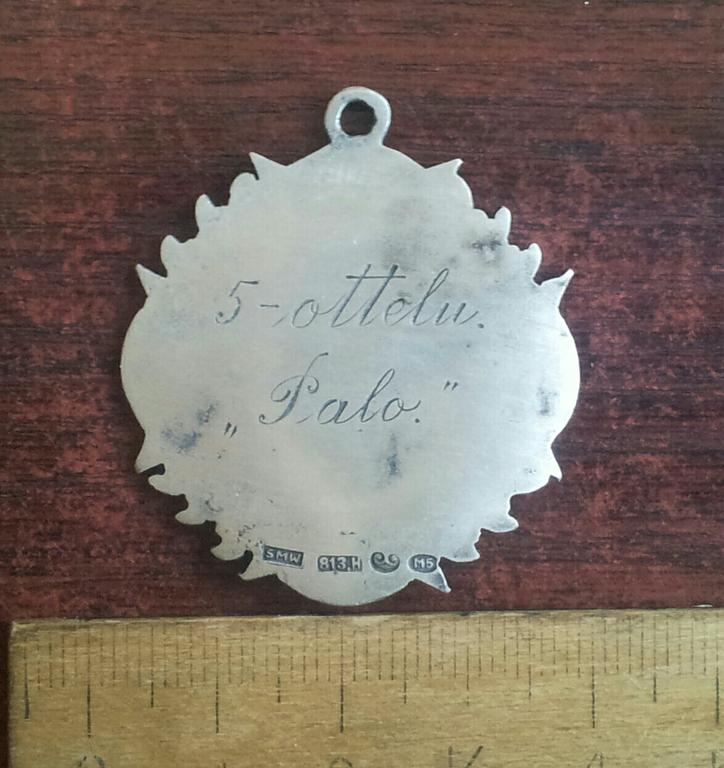 5-ottelu.
„Palo."
SMW 813.H M5